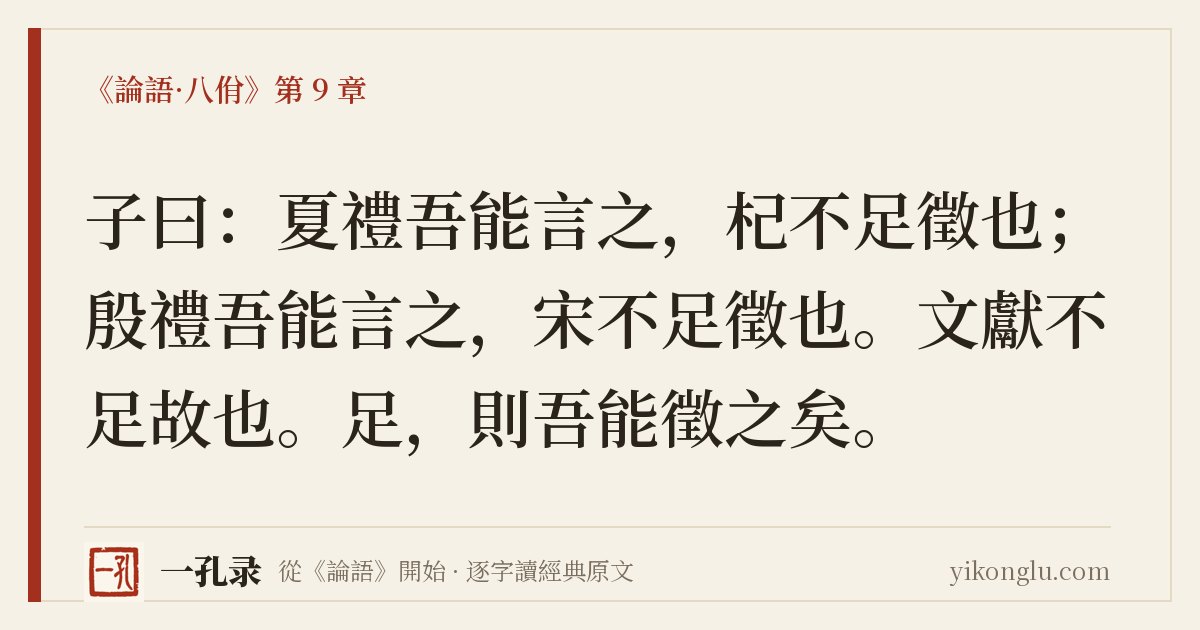 《論語·八佾》第 9 章
子曰：夏禮吾能言之，杞不足徵也；
殷禮吾能言之，宋不足徵也。文獻不
足故也。足，則吾能徵之矣。
一孔
一孔录 從《論語》開始 · 逐字讀經典原文 yikonglu.com